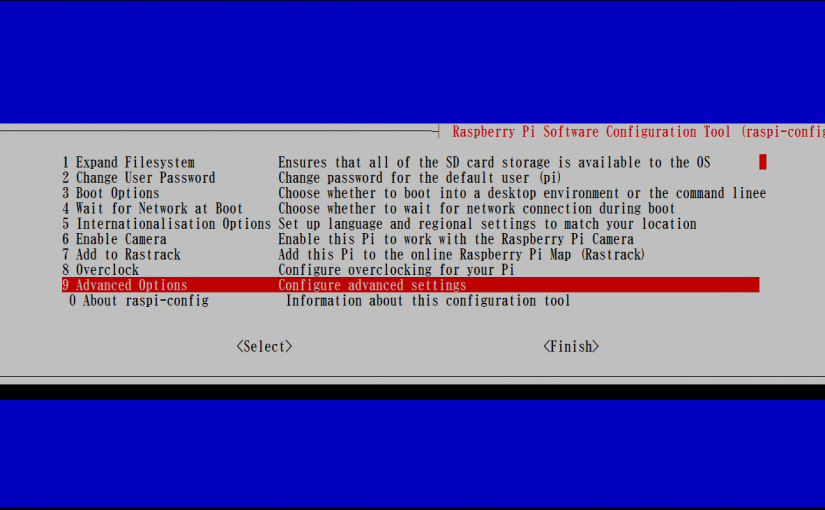 Raspberry Pi Software Configuration Tool (raspi-config
1 Expand Filesystem Ensures that all of the SD card storage is available to the OS
2 Change User Password Change password for the default user (pi)
3 Boot Options Choose whether to boot into a desktop environment or the command linee
4 Wait for Network at Boot Choose whether to wait for network connection during boot
5 Internationalisation Options Set up language and regional settings to match your location
6 Enable Camera Enable this Pi to work with the Raspberry Pi Camera
7 Add to Rastrack Add this Pi to the online Raspberry Pi Map (Rastrack)
8 Overclock Configure overclocking for your Pi
9 Advanced Options Configure advanced settings
0 About raspi-config Information about this configuration tool
<Select> <Finish>